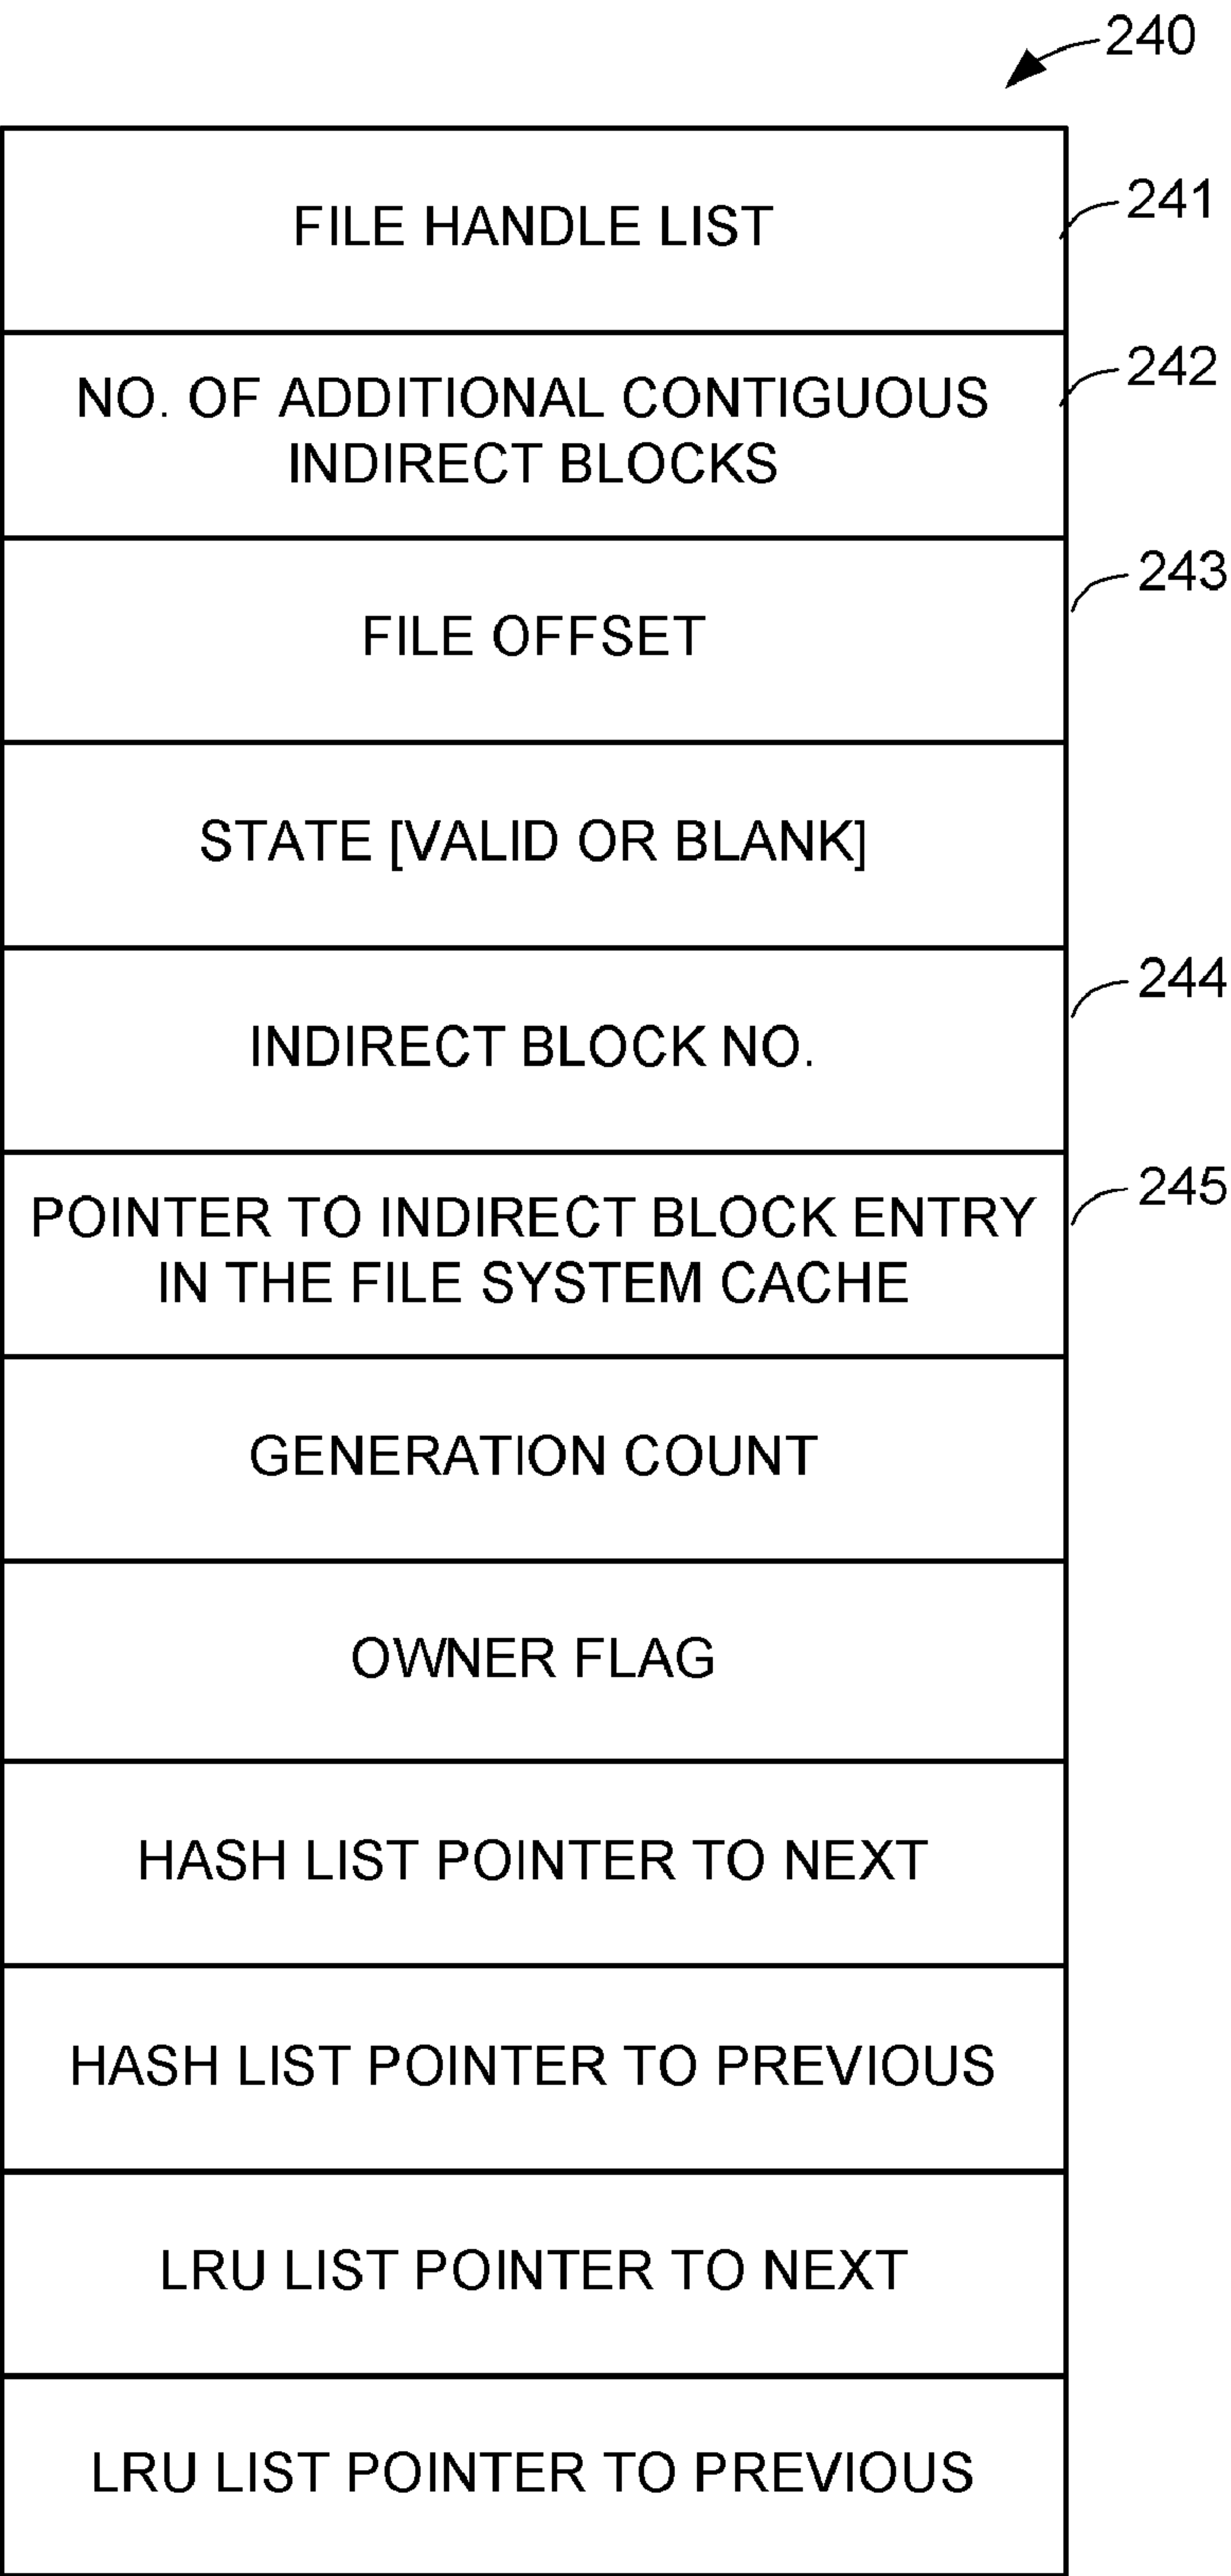 240
FILE HANDLE LIST
241
NO. OF ADDITIONAL CONTIGUOUS
INDIRECT BLOCKS
242
FILE OFFSET
243
STATE [VALID OR BLANK]
INDIRECT BLOCK NO.
244
POINTER TO INDIRECT BLOCK ENTRY
IN THE FILE SYSTEM CACHE
245
GENERATION COUNT
OWNER FLAG
HASH LIST POINTER TO NEXT
HASH LIST POINTER TO PREVIOUS
LRU LIST POINTER TO NEXT
LRU LIST POINTER TO PREVIOUS